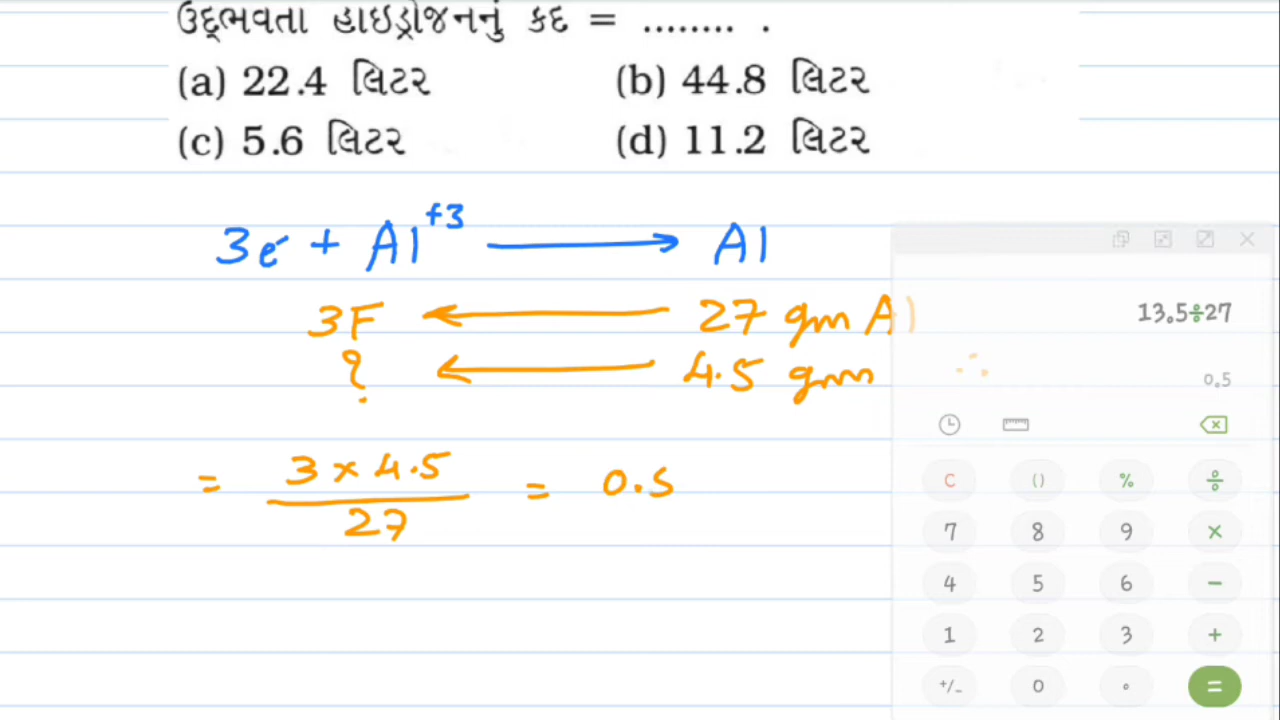 ઉદ્ભવતા હાઇડ્રોજનનું કદ = ........ .
(a) 22.4 લિટર (b) 44.8 લિટર
(c) 5.6 લિટર (d) 11.2 લિટર
3e⁻ + Al⁺³ ⟶ Al
3F ⟵ 27 gm Al
? ⟵ 4.5 gm ∴
= 3 × 4.5 / 27 = 0.5
13.5÷27
0.5
C () % ÷
7 8 9 ×
4 5 6 −
1 2 3 +
+/− 0 . =